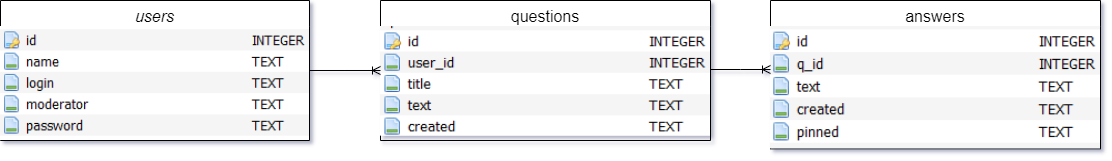 users
id INTEGER
name TEXT
login TEXT
moderator TEXT
password TEXT
questions
id INTEGER
user_id INTEGER
title TEXT
text TEXT
created TEXT
answers
id INTEGER
q_id INTEGER
text TEXT
created TEXT
pinned TEXT